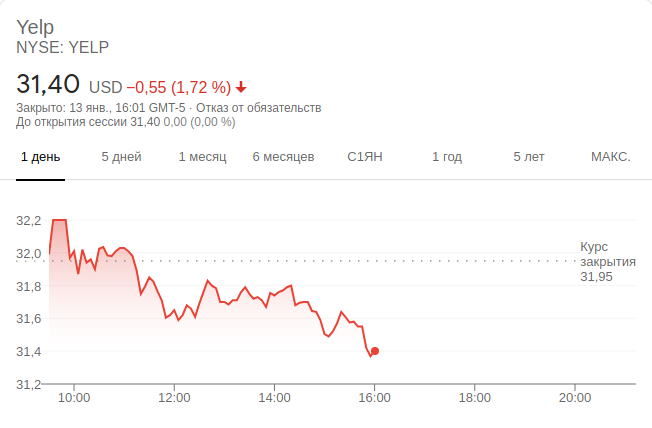 Yelp
NYSE: YELP
31,40 USD −0,55 (1,72 %)
Закрыто: 13 янв., 16:01 GMT-5 · Отказ от обязательств
До открытия сессии 31,40 0,00 (0,00 %)
1 день 5 дней 1 месяц 6 месяцев С1ЯН 1 год 5 лет МАКС.
32,2
32,0
Курс
закрытия
31,95
31,8
31,6
31,4
31,2
10:00 12:00 14:00 16:00 18:00 20:00